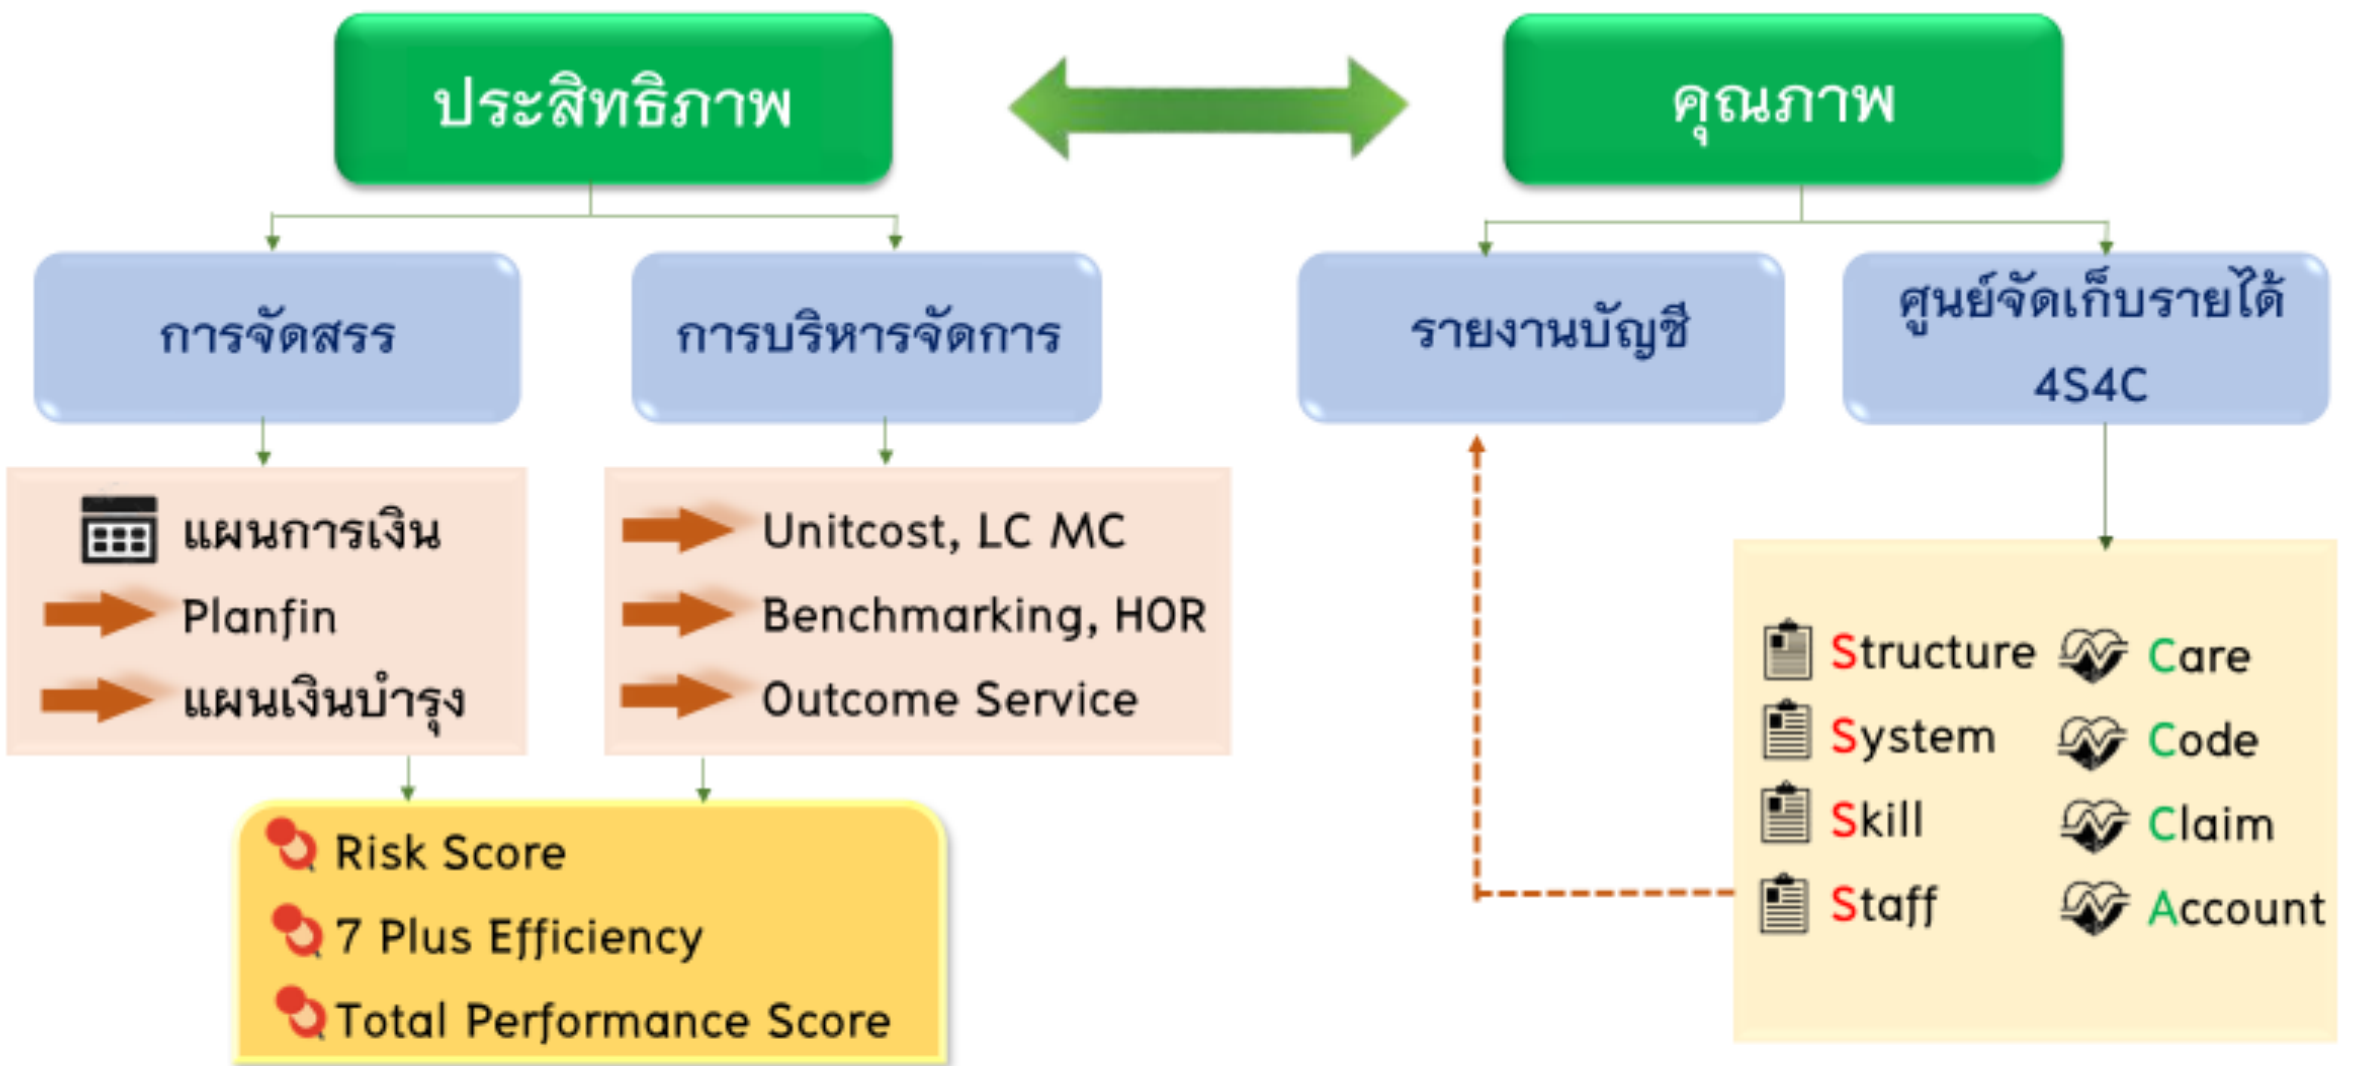 ประสิทธิภาพ
คุณภาพ
การจัดสรร
การบริหารจัดการ
รายงานบัญชี
ศูนย์จัดเก็บรายได้
4S4C
แผนการเงิน
Planfin
แผนเงินบำรุง
Unitcost, LC MC
Benchmarking, HOR
Outcome Service
Risk Score
7 Plus Efficiency
Total Performance Score
Structure
System
Skill
Staff
Care
Code
Claim
Account